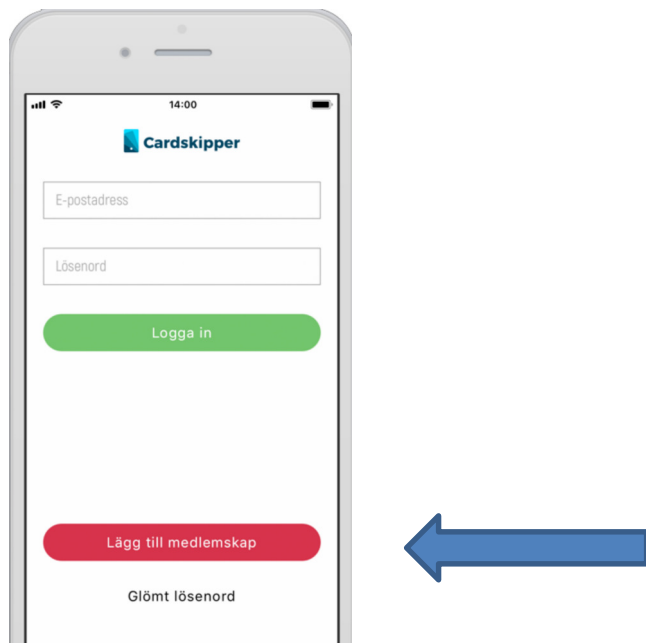 14:00
Cardskipper
E-postadress
Lösenord
Logga in
Lägg till medlemskap
Glömt lösenord